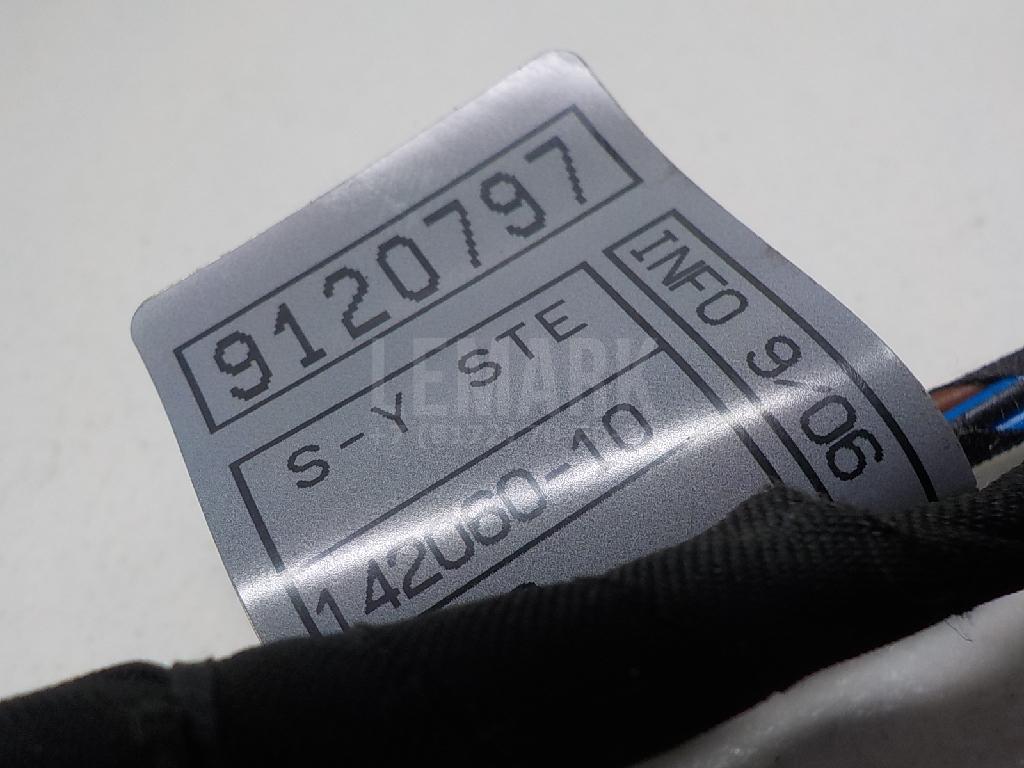 9120797
S-Y STE
142060-10
INFO 9/06
LEMARK